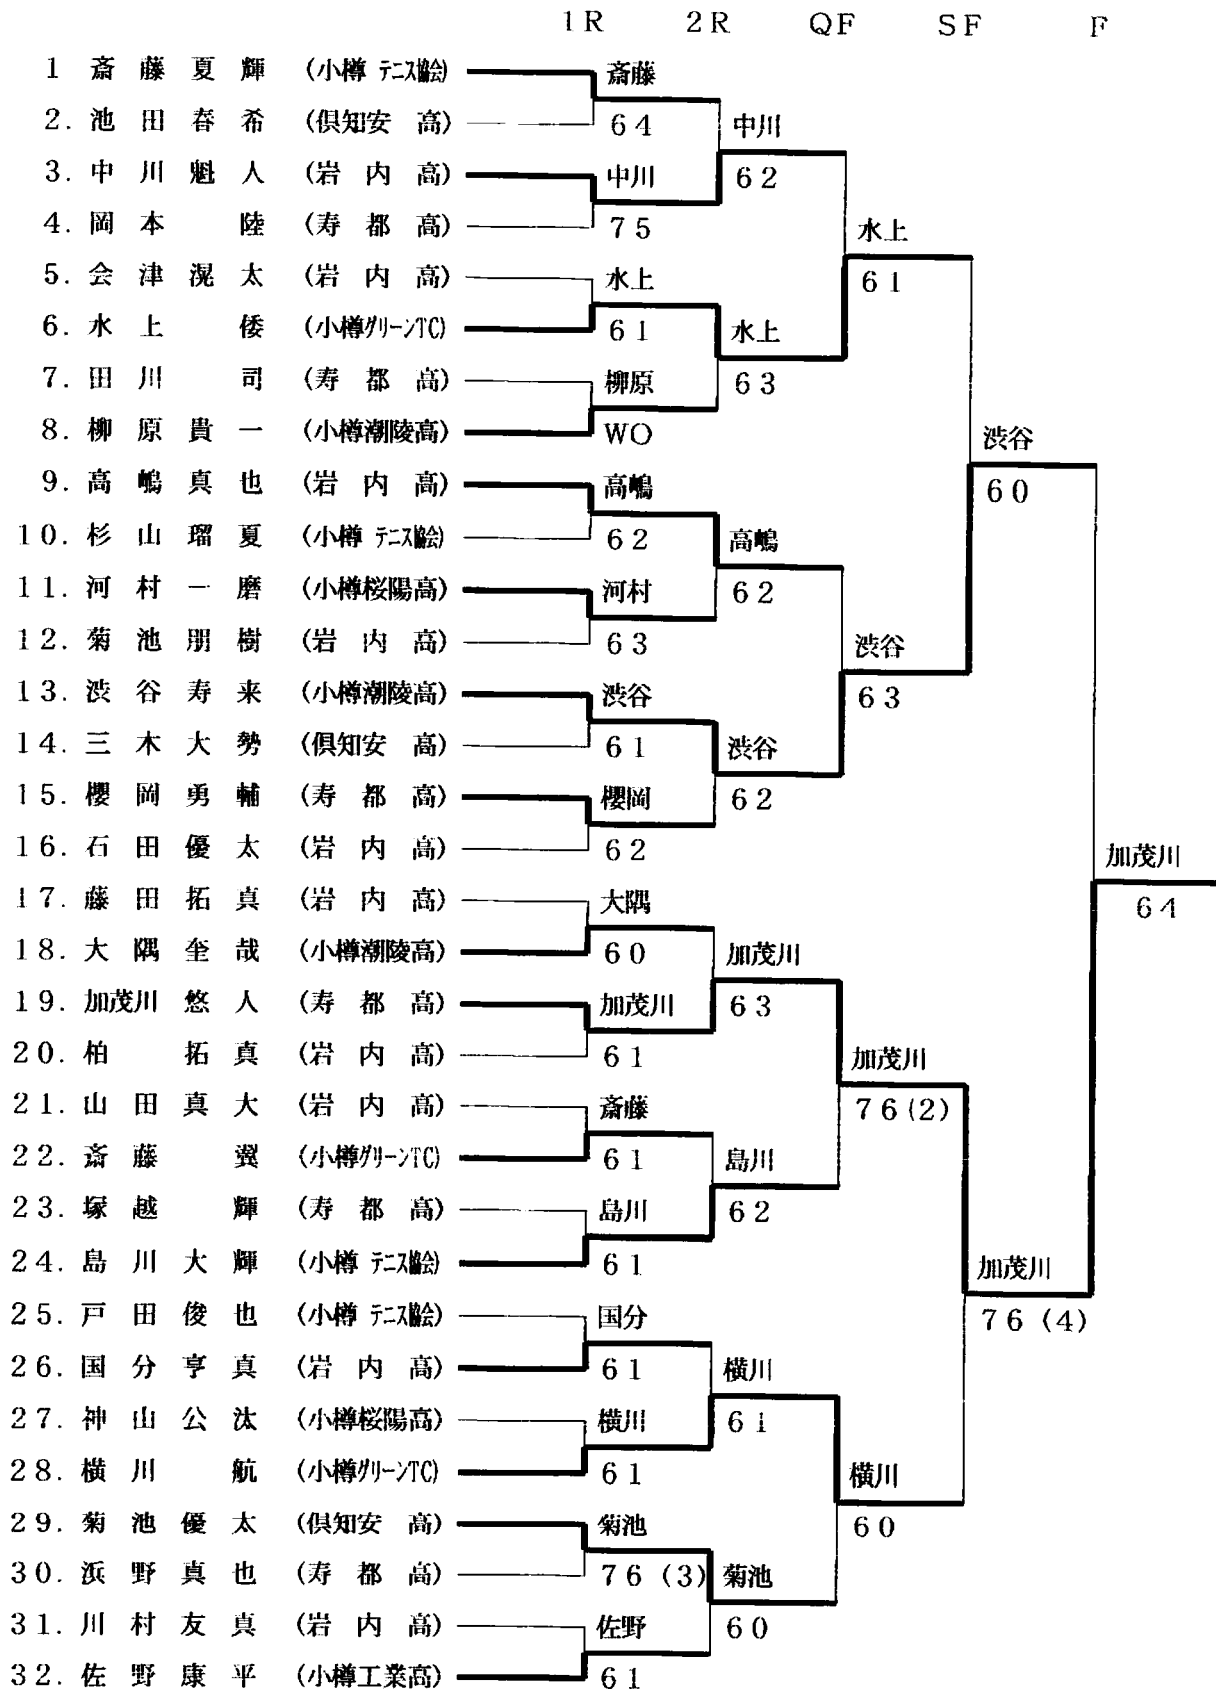 1R 2R QF SF F
1 斎藤夏輝 (小樽テニス協会) 斎藤
2. 池田春希 (倶知安高) 64 中川
3. 中川魁人 (岩内高) 中川 62
4. 岡本陸 (寿都高) 75 水上
5. 会津滉太 (岩内高) 水上 61
6. 水上倭 (小樽グリーンTC) 61 水上
7. 田川司 (寿都高) 柳原 63
8. 柳原貴一 (小樽潮陵高) WO 渋谷
9. 高嶋真也 (岩内高) 高嶋 60
10. 杉山瑠夏 (小樽テニス協会) 62 高嶋
11. 河村一磨 (小樽桜陽高) 河村 62
12. 菊池朋樹 (岩内高) 63 渋谷
13. 渋谷寿来 (小樽潮陵高) 渋谷 63
14. 三木大勢 (倶知安高) 61 渋谷
15. 櫻岡勇輔 (寿都高) 櫻岡 62
16. 石田優太 (岩内高) 62 加茂川
17. 藤田拓真 (岩内高) 大隅 64
18. 大隅奎哉 (小樽潮陵高) 60 加茂川
19. 加茂川悠人 (寿都高) 加茂川 63
20. 柏拓真 (岩内高) 61 加茂川
21. 山田真大 (岩内高) 斎藤 76(2)
22. 斎藤翼 (小樽グリーンTC) 61 島川
23. 塚越輝 (寿都高) 島川 62
24. 島川大輝 (小樽テニス協会) 61 加茂川
25. 戸田俊也 (小樽テニス協会) 国分 76(4)
26. 国分亨真 (岩内高) 61 横川
27. 神山公汰 (小樽桜陽高) 横川 61
28. 横川航 (小樽グリーンTC) 61 横川
29. 菊池優太 (倶知安高) 菊池 60
30. 浜野真也 (寿都高) 76(3) 菊池
31. 川村友真 (岩内高) 佐野 60
32. 佐野康平 (小樽工業高) 61